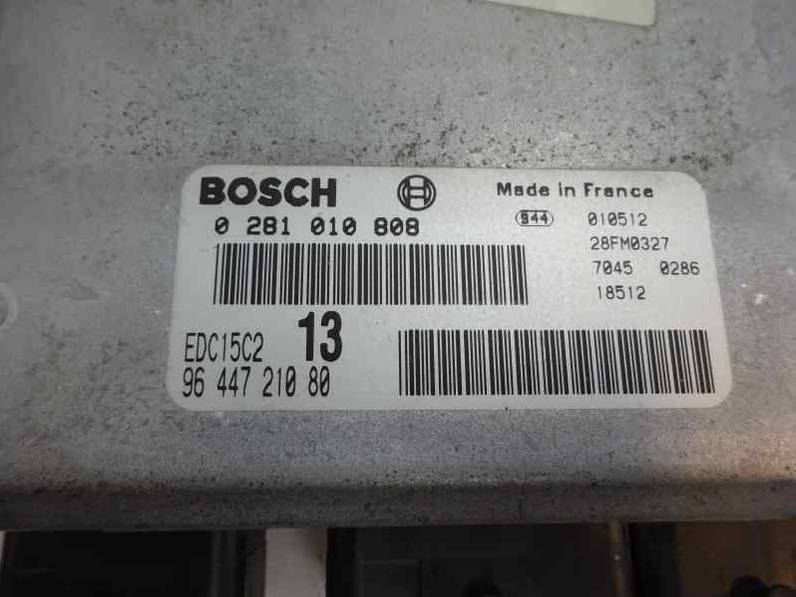 BOSCH
Made in France
0 281 010 808
944 010512
28FM0327
7045 0286
18512
EDC15C2 13
96 447 210 80